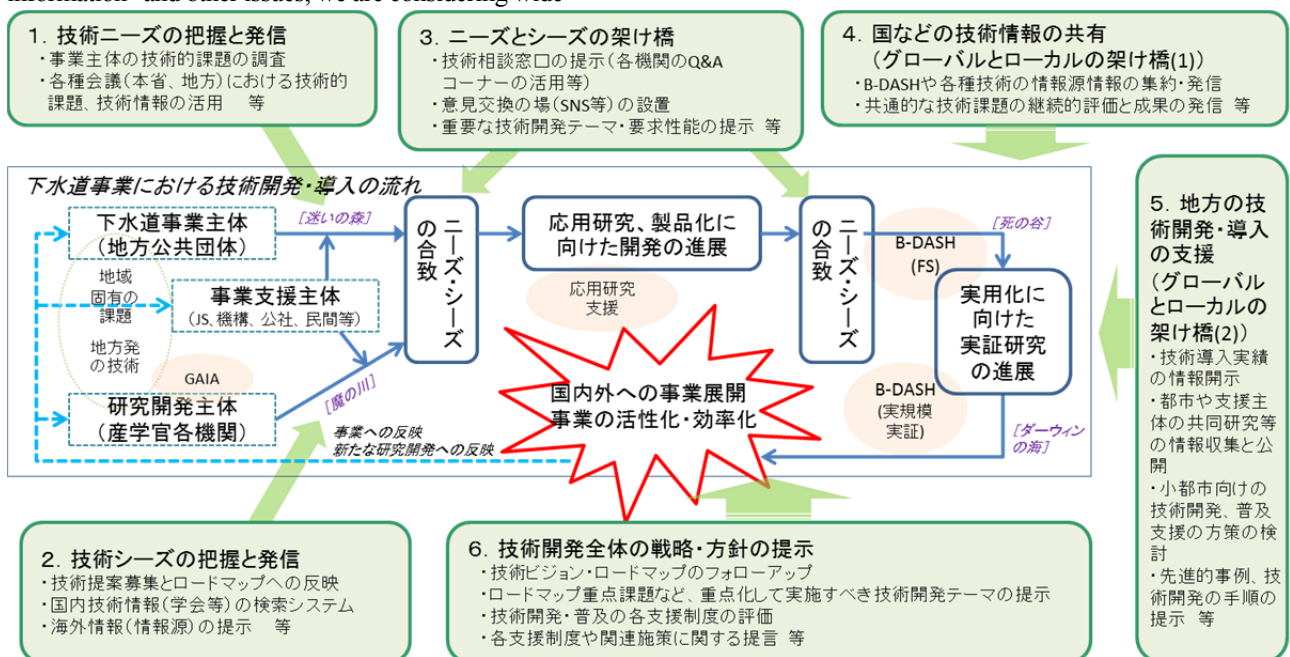 information" and other issues, we are considering wide
1. 技術ニーズの把握と発信
・事業主体の技術的課題の調査
・各種会議(本省、地方)における技術的
課題、技術情報の活用 等
3. ニーズとシーズの架け橋
・技術相談窓口の提示(各機関のQ&A
コーナーの活用等)
・意見交換の場(SNS等)の設置
・重要な技術開発テーマ・要求性能の提示 等
4. 国などの技術情報の共有
(グローバルとローカルの架け橋(1))
・B-DASHや各種技術の情報源情報の集約・発信
・共通的な技術課題の継続的評価と成果の発信 等
下水道事業における技術開発・導入の流れ
下水道事業主体
(地方公共団体)
[迷いの森]
地域
固有の
課題
地方発
の技術
事業支援主体
(JS、機構、公社、民間等)
GAIA
研究開発主体
(産学官各機関)
[魔の川]
ニーズ・シーズ
の合致
応用研究、製品化に
向けた開発の進展
応用研究
支援
ニーズ・シーズ
の合致
B-DASH
(FS)
[死の谷]
実用化に
向けた
実証研究
の進展
B-DASH
(実規模
実証)
[ダーウィン
の海]
国内外への事業展開
事業の活性化・効率化
事業への反映
新たな研究開発への反映
5. 地方の技
術開発・導入
の支援
(グローバル
とローカルの
架け橋(2))
・技術導入実績
の情報開示
・都市や支援主
体の共同研究等
の情報収集と公
開
・小都市向けの
技術開発、普及
支援の方策の検
討
・先進的事例、技
術開発の手順の
提示 等
2. 技術シーズの把握と発信
・技術提案募集とロードマップへの反映
・国内技術情報(学会等)の検索システム
・海外情報(情報源)の提示 等
6. 技術開発全体の戦略・方針の提示
・技術ビジョン・ロードマップのフォローアップ
・ロードマップ重点課題など、重点化して実施すべき技術開発テーマの提示
・技術開発・普及の各支援制度の評価
・各支援制度や関連施策に関する提言 等